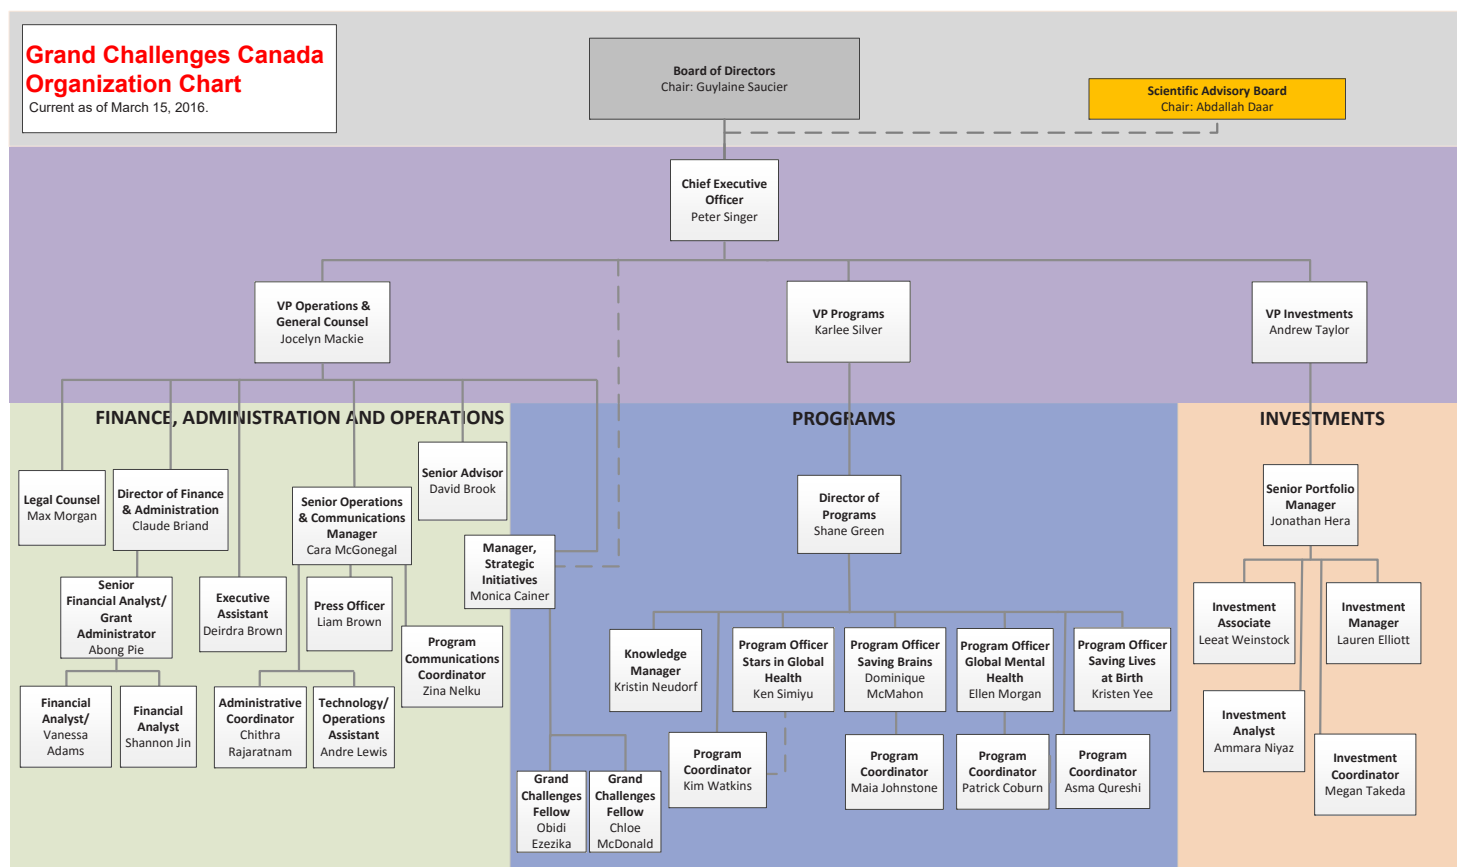 Grand Challenges Canada
Organization Chart
Current as of March 15, 2016.
Board of Directors
Chair: Guylaine Saucier
Scientific Advisory Board
Chair: Abdallah Daar
Chief Executive
Officer
Peter Singer
VP Operations &
General Counsel
Jocelyn Mackie
VP Programs
Karlee Silver
VP Investments
Andrew Taylor
FINANCE, ADMINISTRATION AND OPERATIONS
PROGRAMS
INVESTMENTS
Legal Counsel
Max Morgan
Director of Finance
& Administration
Claude Briand
Senior Operations
& Communications
Manager
Cara McGonegal
Senior Advisor
David Brook
Manager,
Strategic
Initiatives
Monica Cainer
Director of
Programs
Shane Green
Senior Portfolio
Manager
Jonathan Hera
Senior
Financial Analyst/
Grant
Administrator
Abong Pie
Executive
Assistant
Deirdra Brown
Press Officer
Liam Brown
Program
Communications
Coordinator
Zina Nelku
Financial
Analyst/
Vanessa
Adams
Financial
Analyst
Shannon Jin
Administrative
Coordinator
Chithra
Rajaratnam
Technology/
Operations
Assistant
Andre Lewis
Grand
Challenges
Fellow
Obidi
Ezezika
Grand
Challenges
Fellow
Chloe
McDonald
Knowledge
Manager
Kristin Neudorf
Program Officer
Stars in Global
Health
Ken Simiyu
Program Officer
Saving Brains
Dominique
McMahon
Program Officer
Global Mental
Health
Ellen Morgan
Program Officer
Saving Lives
at Birth
Kristen Yee
Program
Coordinator
Kim Watkins
Program
Coordinator
Maia Johnstone
Program
Coordinator
Patrick Coburn
Program
Coordinator
Asma Qureshi
Investment
Associate
Leeat Weinstock
Investment
Manager
Lauren Elliott
Investment
Analyst
Ammara Niyaz
Investment
Coordinator
Megan Takeda